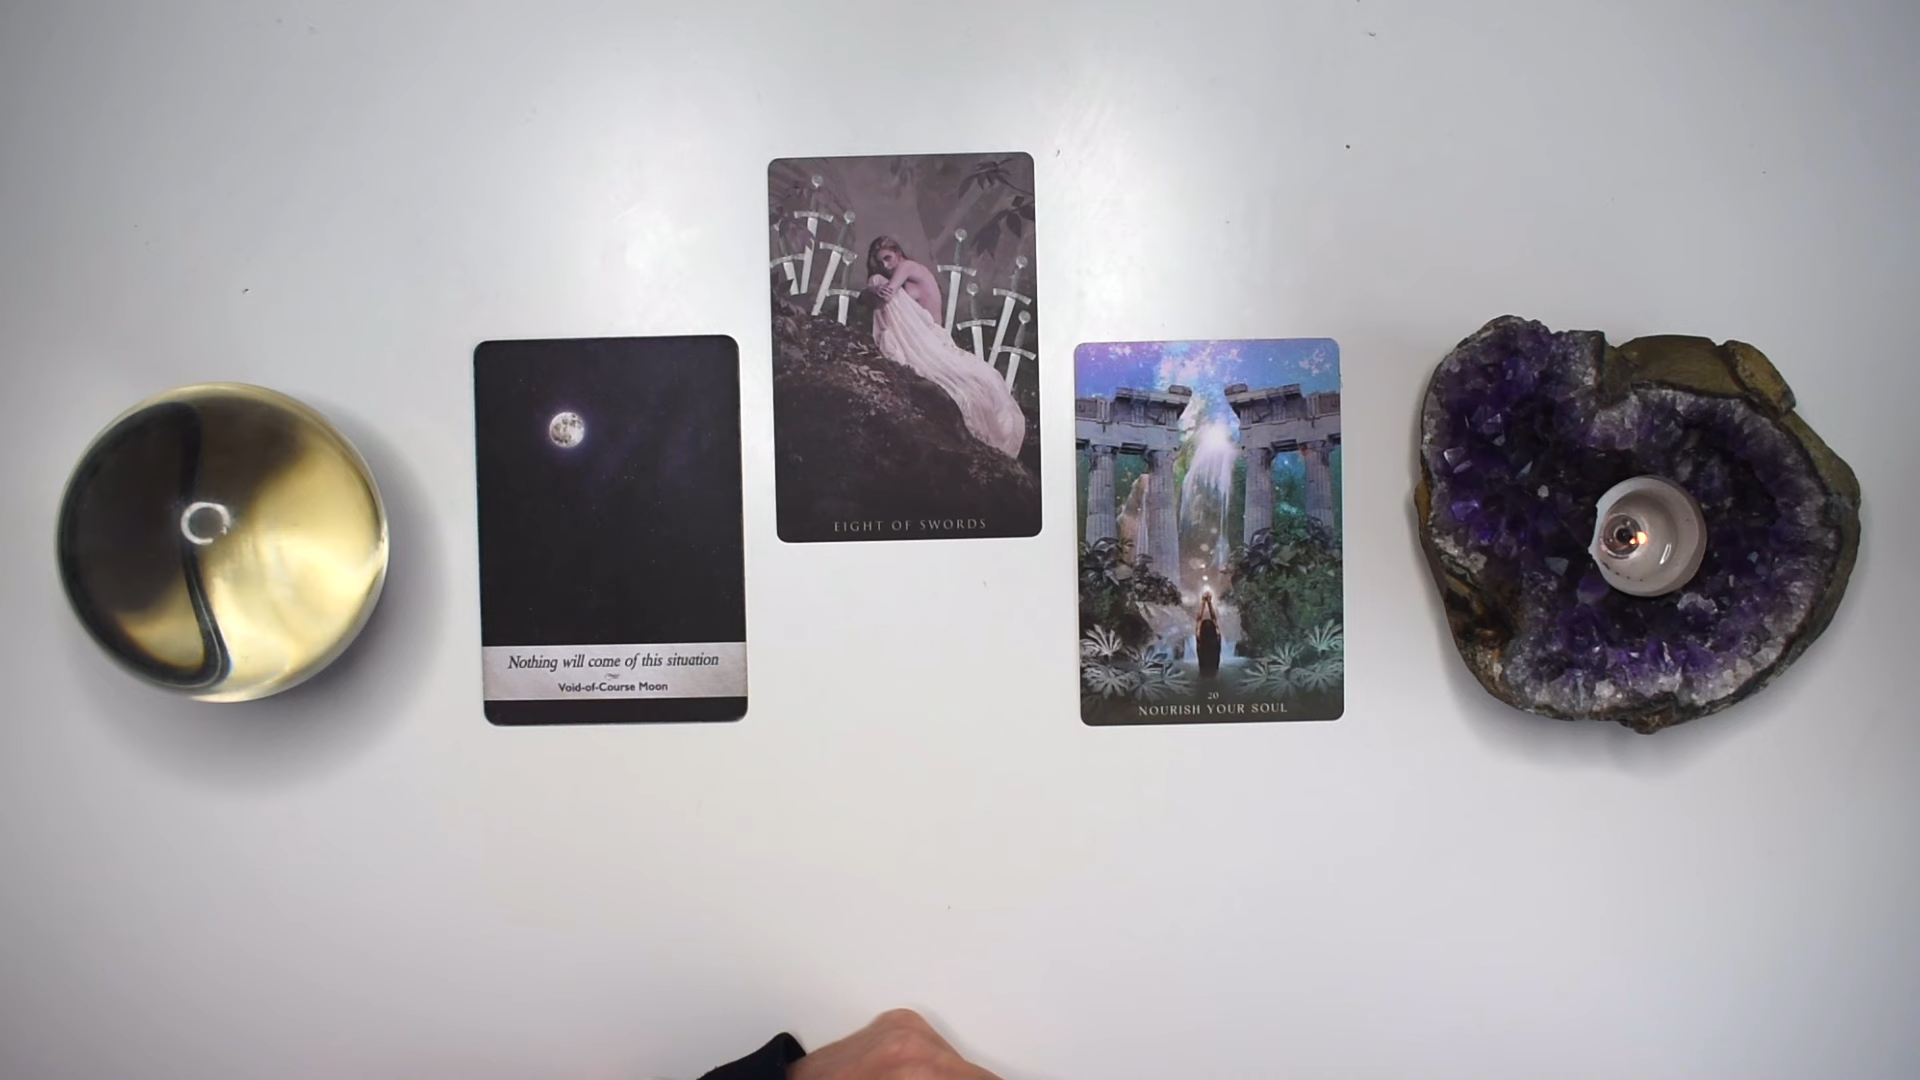 Nothing will come of this situation
Void-of-Course Moon
EIGHT OF SWORDS
20
NOURISH YOUR SOUL